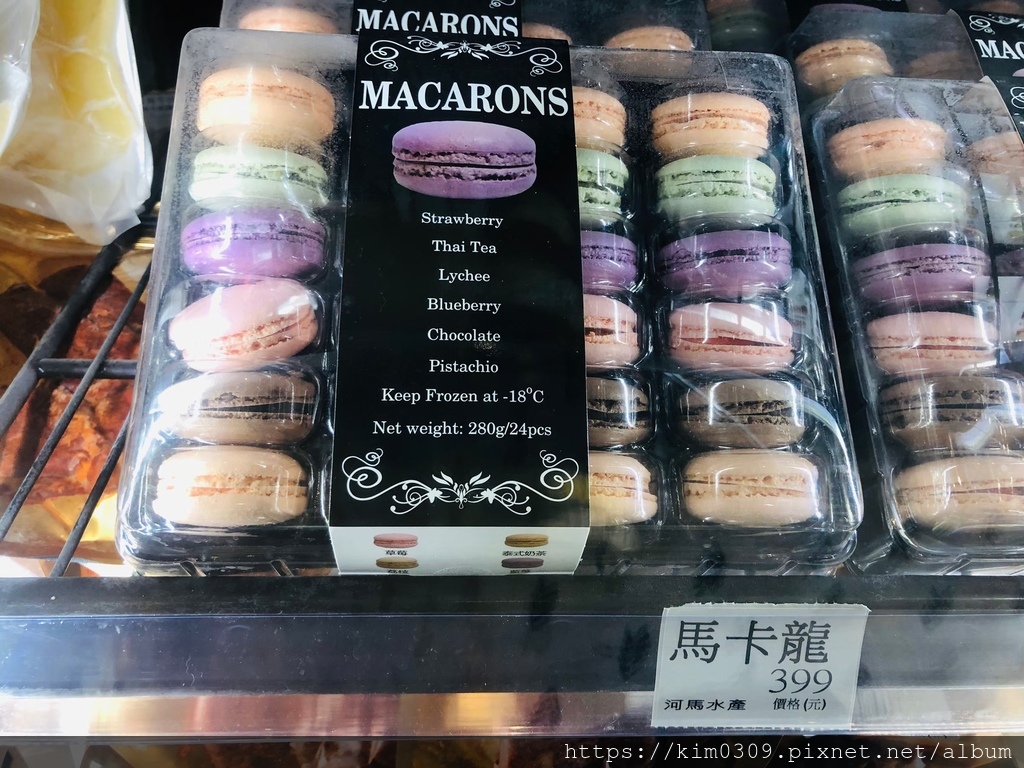 MACARONS
MACARONS
Strawberry
Thai Tea
Lychee
Blueberry
Chocolate
Pistachio
Keep Frozen at -18°C
Net weight: 280g/24pcs
草莓
泰式奶茶
馬卡龍
399
河馬水產 價格(元)
https://kim0309.pixnet.net/album